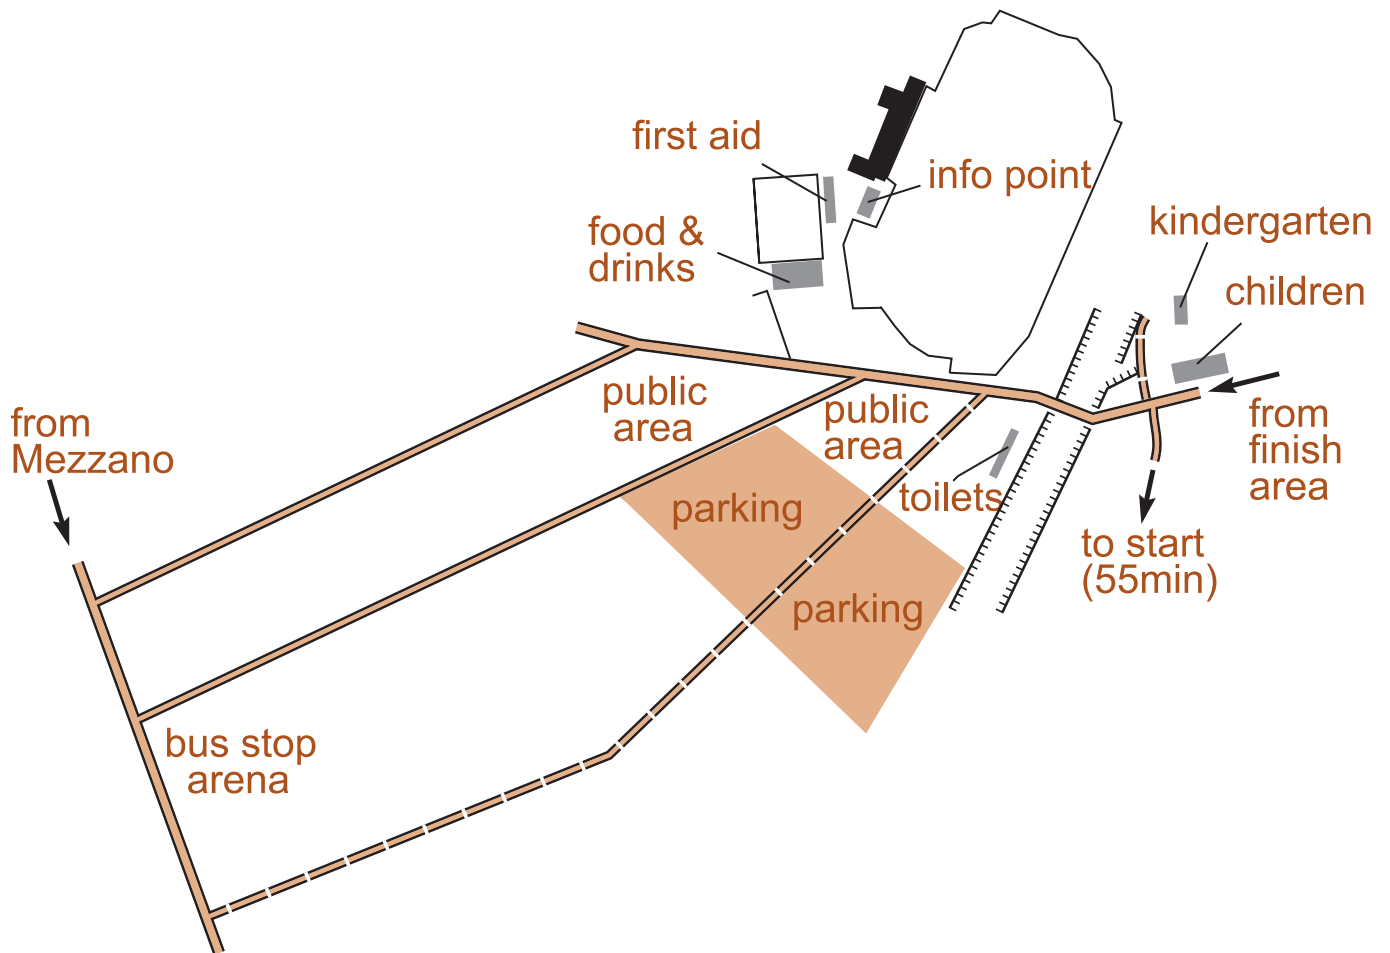 first aid
info point
food &
drinks
kindergarten
children
public
area
public
area
from
Mezzano
from
finish
area
parking
toilets
to start
(55min)
parking
bus stop
arena